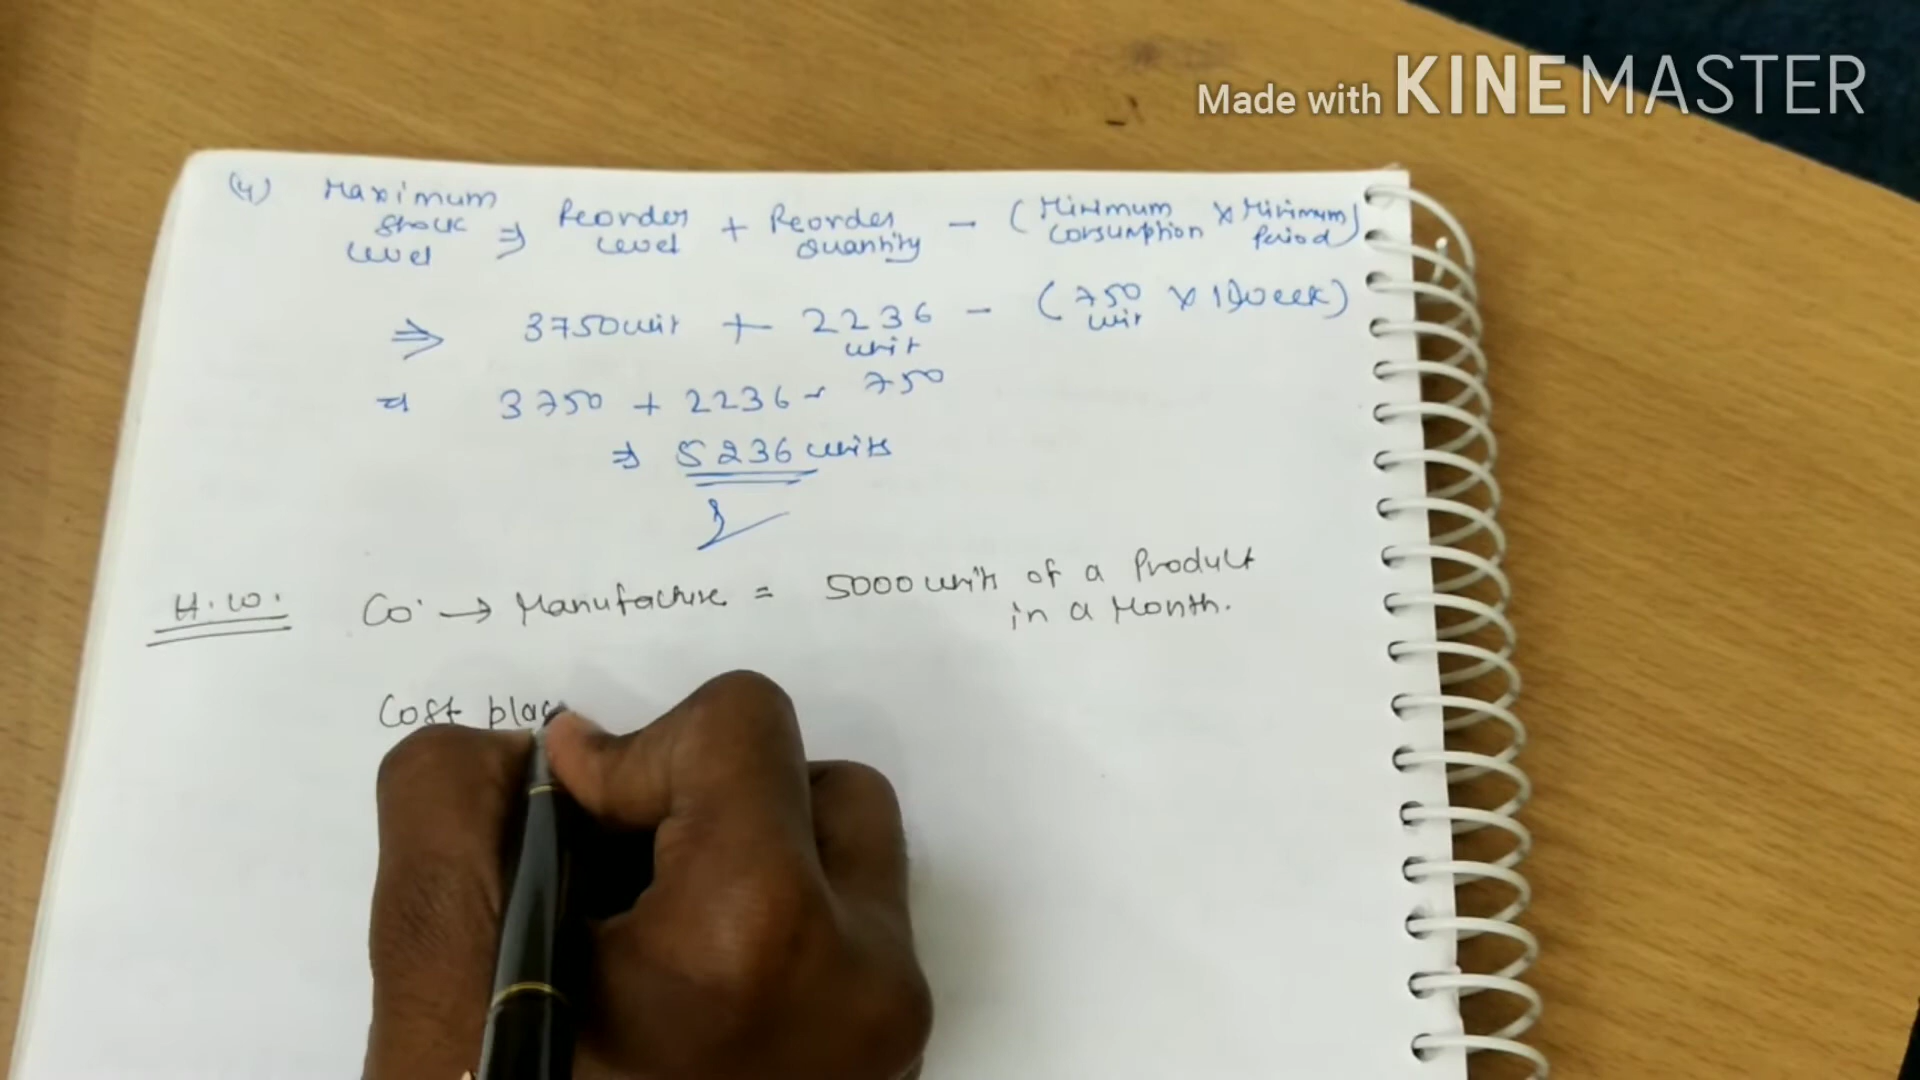 Made with KINEMASTER
(4) Maximum Stock Level ⇒ Reorder Level + Reorder Quantity - (Minimum Consumption x Minimum Period)
⇒ 3750 unit + 2236 unit - (750 unit x 1 Week)
⇒ 3750 + 2236 - 750
⇒ 5236 units
H.W. Co. → Manufacture = 5000 units of a Product
in a Month.
Cost plac